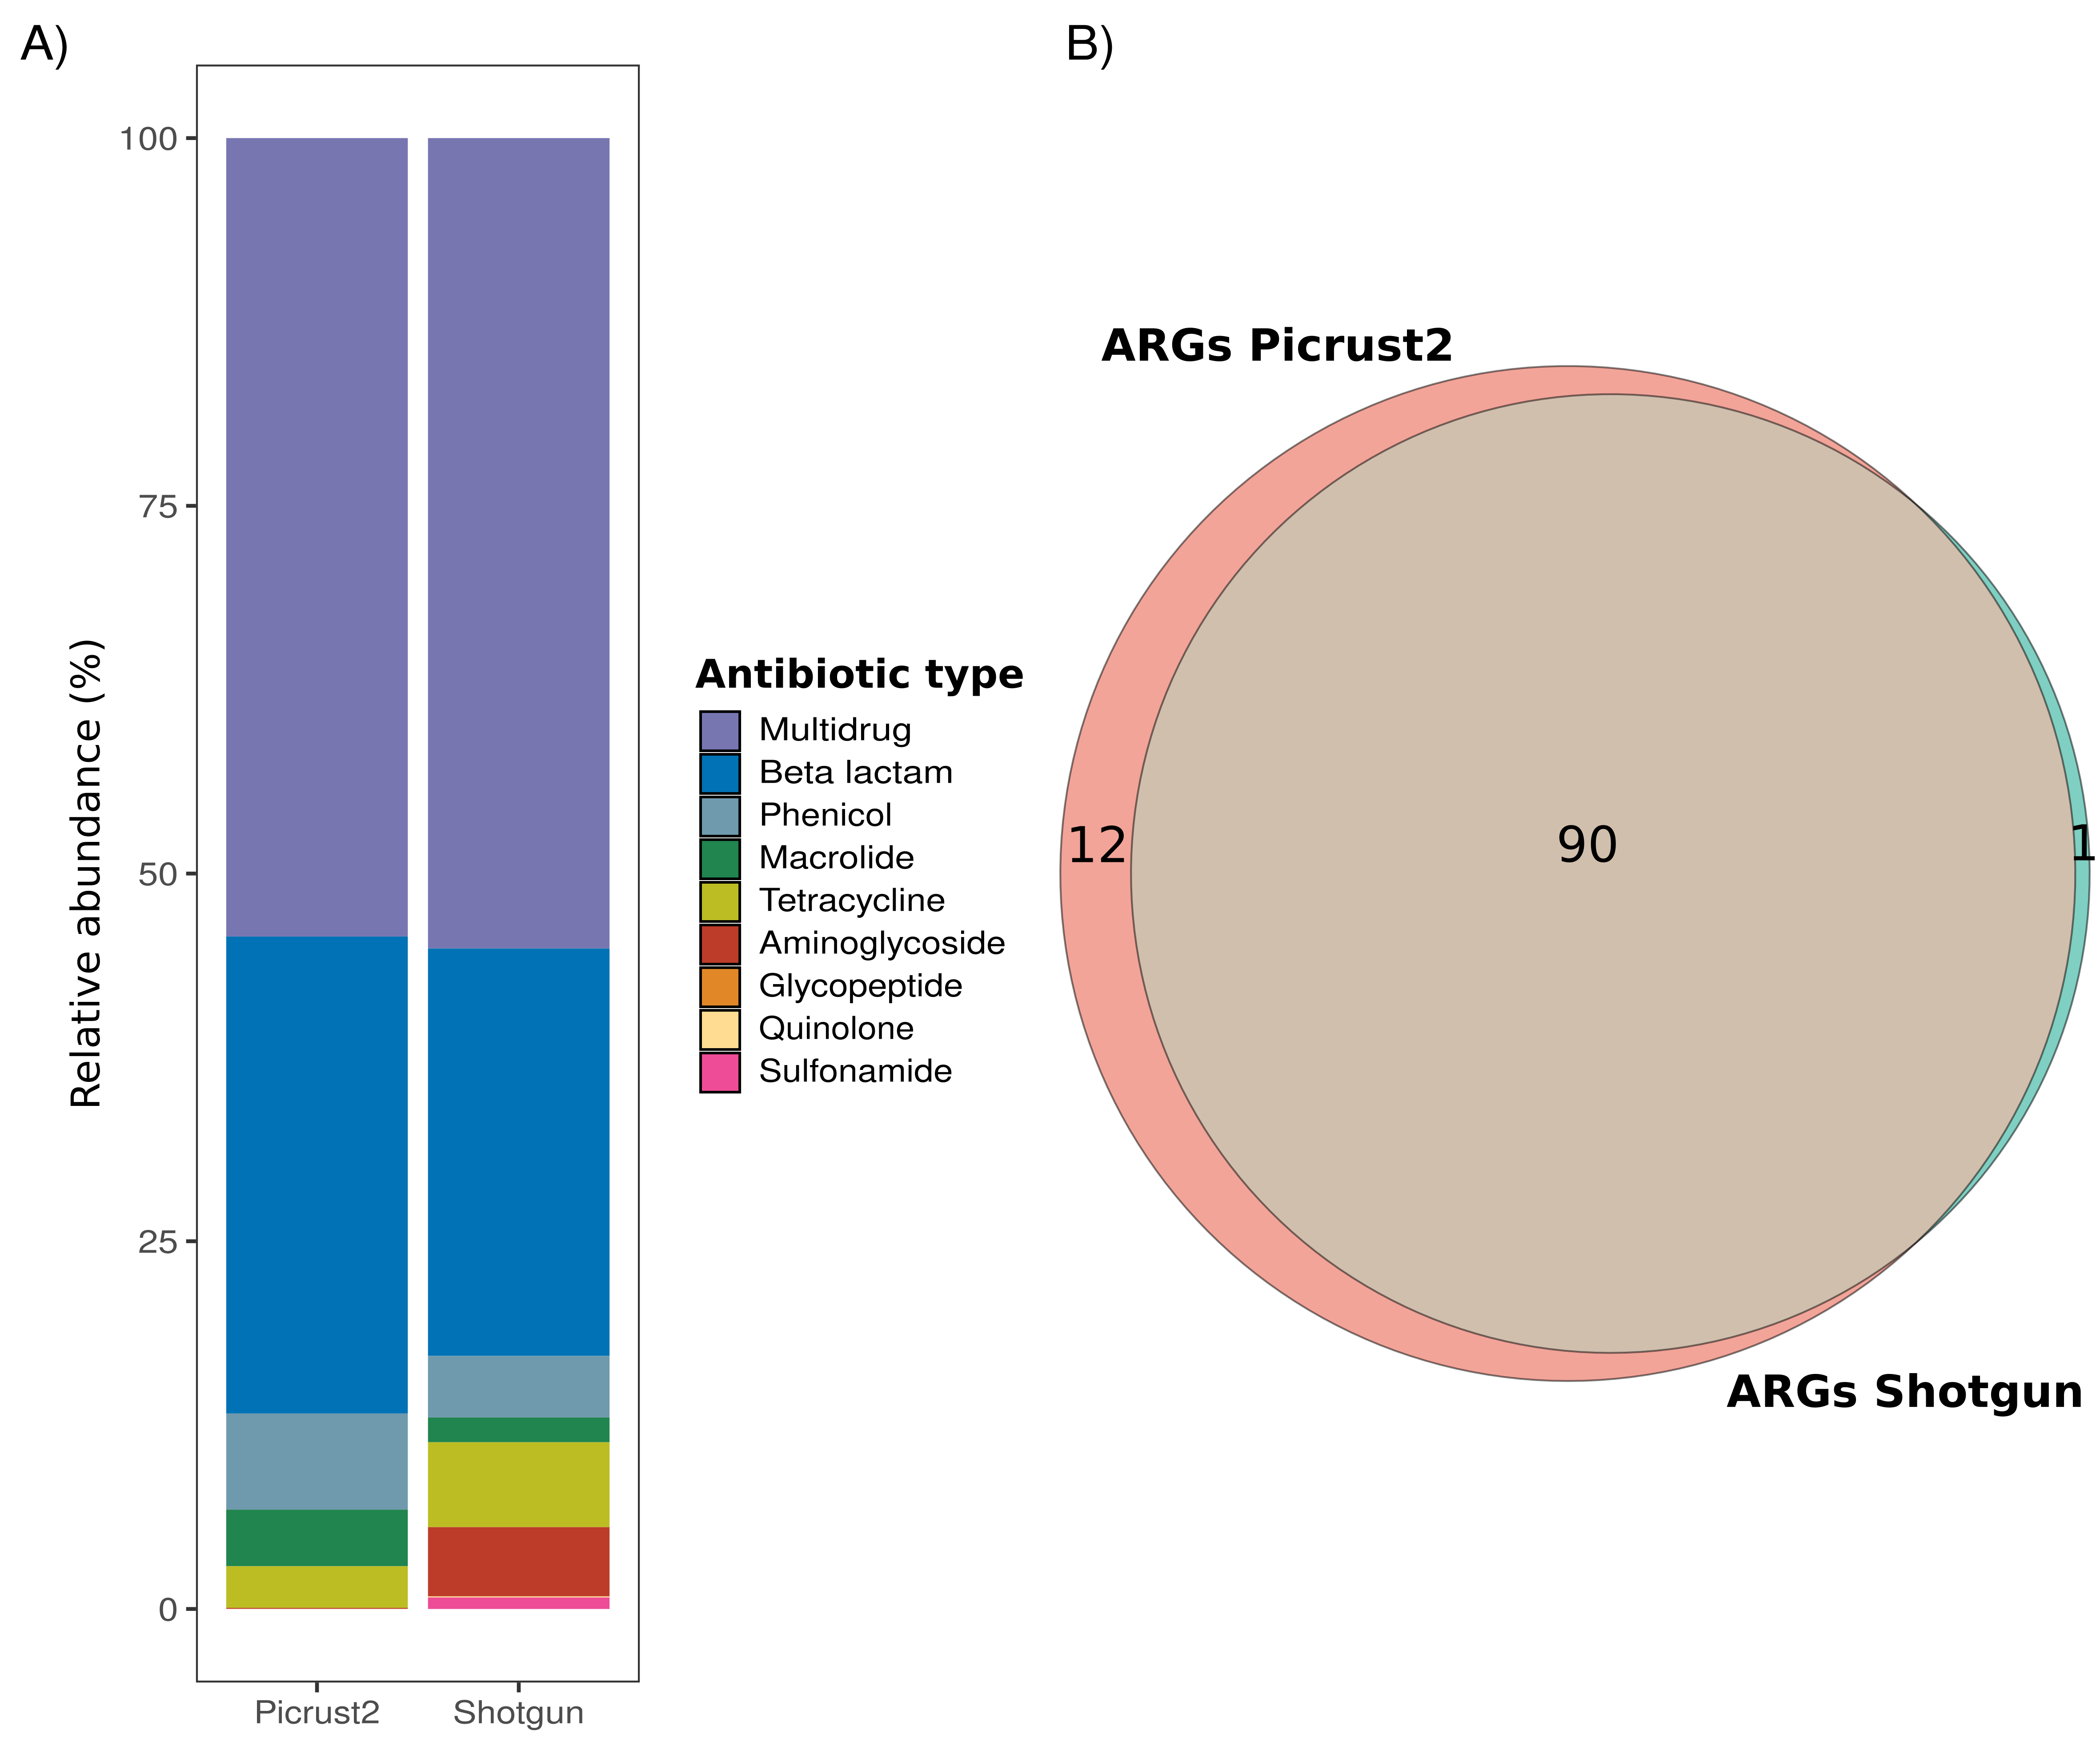 A)
B)
Relative abundance (%)
100
75
50
25
0
Picrust2
Shotgun
Antibiotic type
Multidrug
Beta lactam
Phenicol
Macrolide
Tetracycline
Aminoglycoside
Glycopeptide
Quinolone
Sulfonamide
ARGs Picrust2
12
90
1
ARGs Shotgun